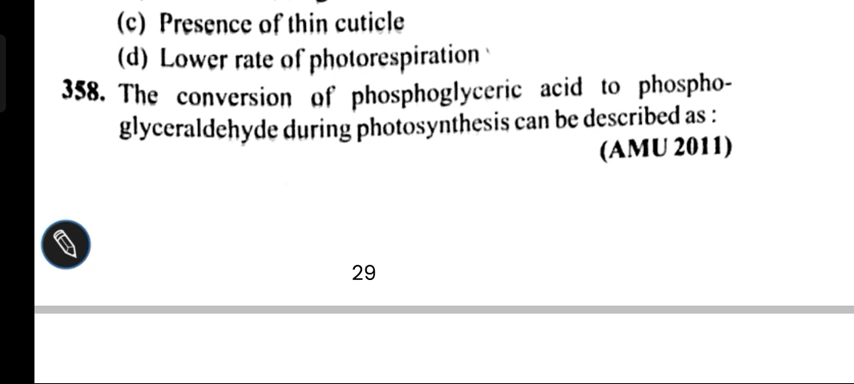 (c) Presence of thin cuticle
(d) Lower rate of photorespiration
358. The conversion of phosphoglyceric acid to phospho-
glyceraldehyde during photosynthesis can be described as :
(AMU 2011)
29